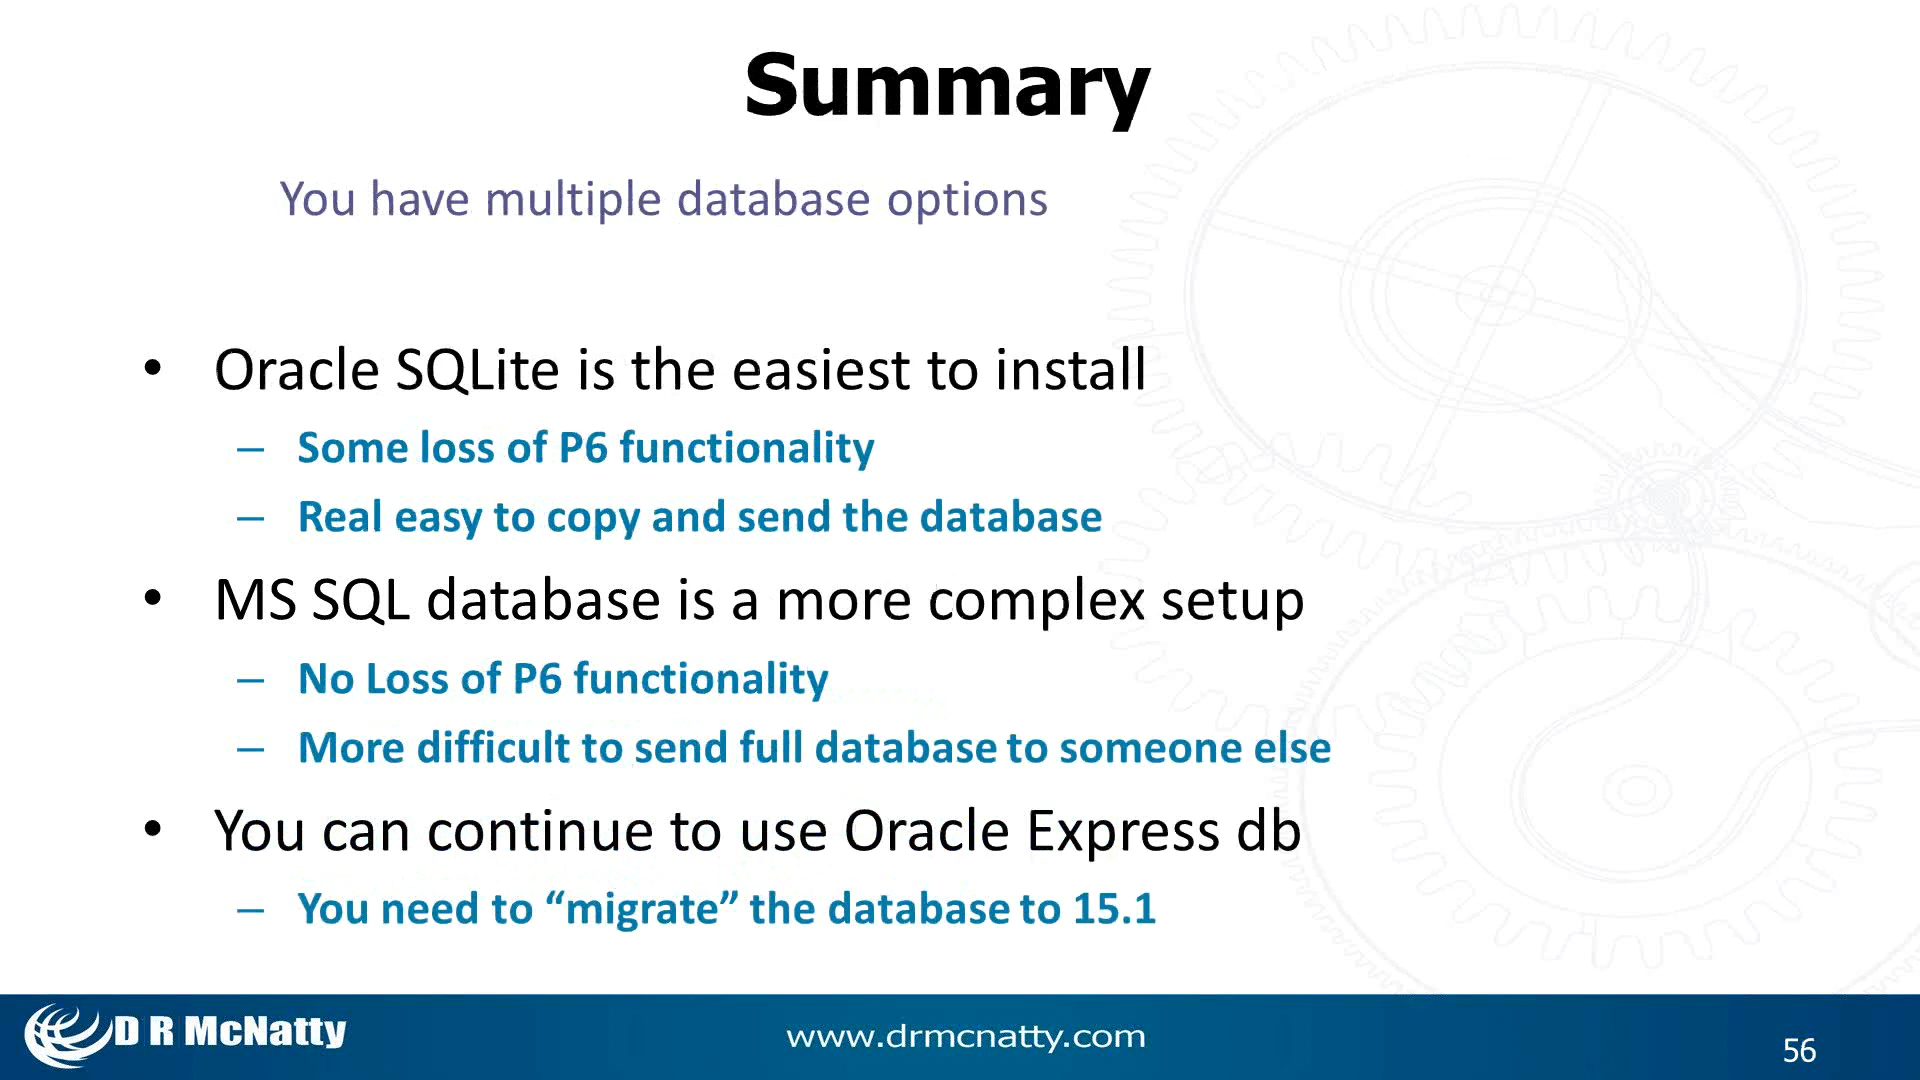 Summary
You have multiple database options
• Oracle SQLite is the easiest to install
– Some loss of P6 functionality
– Real easy to copy and send the database
• MS SQL database is a more complex setup
– No Loss of P6 functionality
– More difficult to send full database to someone else
• You can continue to use Oracle Express db
– You need to “migrate” the database to 15.1
D R McNatty
www.drmcnatty.com
56